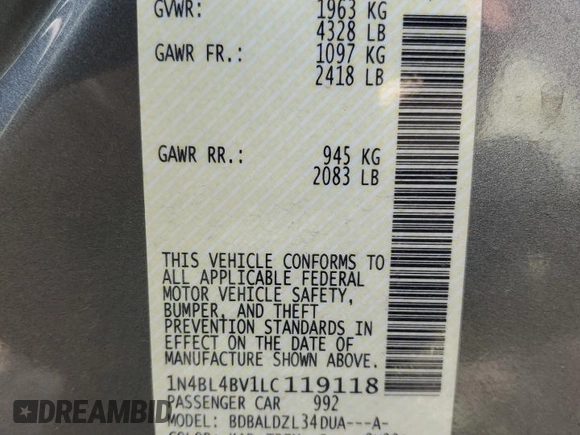 GVWR: 1963 KG
4328 LB
GAWR FR.: 1097 KG
2418 LB
GAWR RR.: 945 KG
2083 LB
THIS VEHICLE CONFORMS TO
ALL APPLICABLE FEDERAL
MOTOR VEHICLE SAFETY,
BUMPER, AND THEFT
PREVENTION STANDARDS IN
EFFECT ON THE DATE OF
MANUFACTURE SHOWN ABOVE.
1N4BL4BV1LC119118
PASSENGER CAR 992
MODEL: BDBALDZL34DUA---A-
DREAMBID